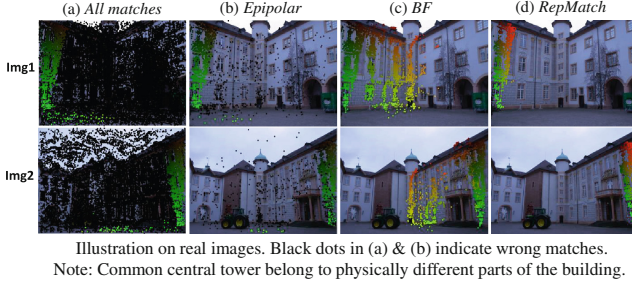 (a) All matches (b) Epipolar (c) BF (d) RepMatch
Img1
Img2
Illustration on real images. Black dots in (a) & (b) indicate wrong matches.
Note: Common central tower belong to physically different parts of the building.